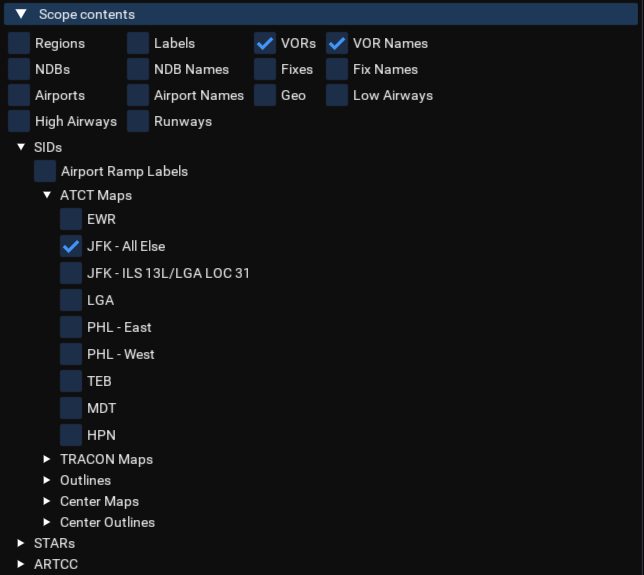 Scope contents
Regions Labels VORs VOR Names
NDBs NDB Names Fixes Fix Names
Airports Airport Names Geo Low Airways
High Airways Runways
SIDs
Airport Ramp Labels
ATCT Maps
EWR
JFK - All Else
JFK - ILS 13L/LGA LOC 31
LGA
PHL - East
PHL - West
TEB
MDT
HPN
TRACON Maps
Outlines
Center Maps
Center Outlines
STARs
ARTCC